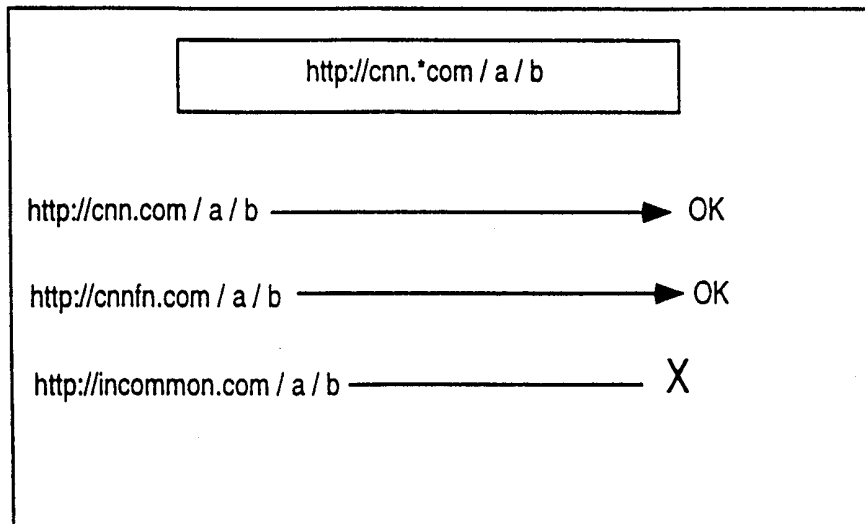 http://cnn.*com / a / b
http://cnn.com / a / b OK
http://cnnfn.com / a / b OK
http://incommon.com / a / b X